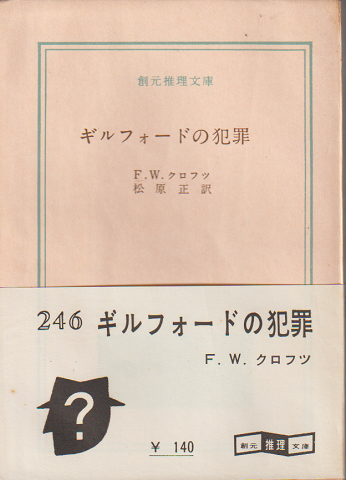 創元推理文庫
ギルフォードの犯罪
F.W.クロフツ
松原正訳
246 ギルフォードの犯罪
F.W.クロフツ
?
¥ 140
創元 推理 文庫